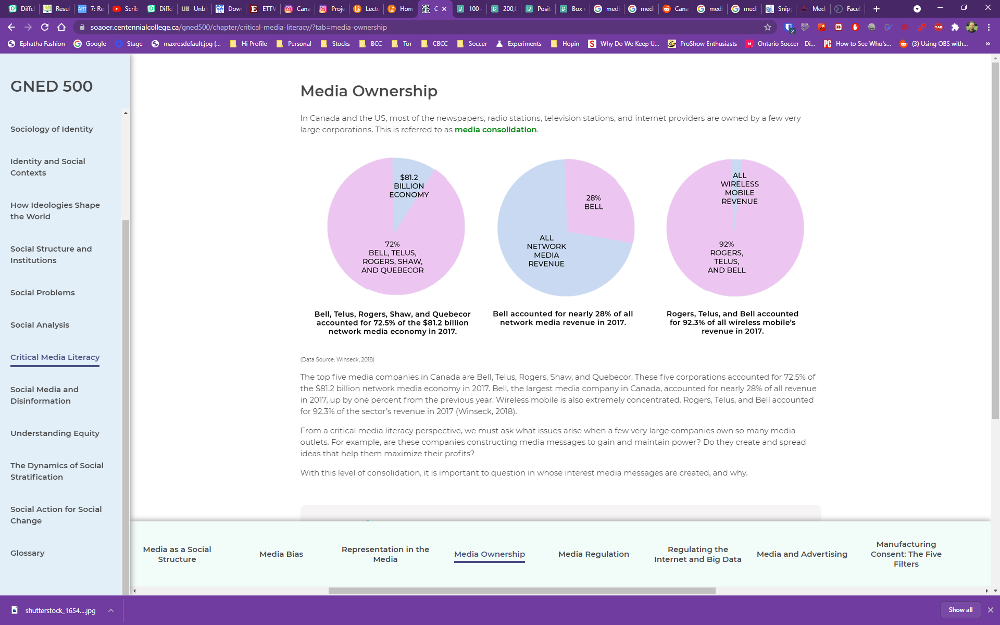 Diffcl
Resul
7: Re
Scrib
Diffcl
Unbl
Dow
ETTV
Cana
Proje
Lectu
Hom
C
100+
200,0
Posit
Box v
medi
medi
Cana
medi
medi
Snip
Medi
Facel
soaoer.centennialcollege.ca/gned500/chapter/critical-media-literacy/?tab=media-ownership
Ephatha Fashion
Google
Stage
maxresdefault.jpg (...
Hi Profile
Personal
Stocks
BCC
Tor
CBCC
Soccer
Experiments
Hopin
Why Do We Keep U...
ProShow Enthusiasts
Ontario Soccer - Di...
How to See Who's...
(3) Using OBS with...
GNED 500
Sociology of Identity
Identity and Social
Contexts
How Ideologies Shape
the World
Social Structure and
Institutions
Social Problems
Social Analysis
Critical Media Literacy
Social Media and
Disinformation
Understanding Equity
The Dynamics of Social
Stratification
Social Action for Social
Change
Glossary
Media Ownership
In Canada and the US, most of the newspapers, radio stations, television stations, and internet providers are owned by a few very
large corporations. This is referred to as media consolidation.
$81.2
BILLION
ECONOMY
72%
BELL, TELUS,
ROGERS, SHAW,
AND QUEBECOR
28%
BELL
ALL
NETWORK
MEDIA
REVENUE
ALL
WIRELESS
MOBILE
REVENUE
92%
ROGERS,
TELUS,
AND BELL
Bell, Telus, Rogers, Shaw, and Quebecor
accounted for 72.5% of the $81.2 billion
network media economy in 2017.
Bell accounted for nearly 28% of all
network media revenue in 2017.
Rogers, Telus, and Bell accounted
for 92.3% of all wireless mobile's
revenue in 2017.
(Data Source: Winseck, 2018)
The top five media companies in Canada are Bell, Telus, Rogers, Shaw, and Quebecor. These five corporations accounted for 72.5% of
the $81.2 billion network media economy in 2017. Bell, the largest media company in Canada, accounted for nearly 28% of all revenue
in 2017, up by one percent from the previous year. Wireless mobile is also extremely concentrated. Rogers, Telus, and Bell accounted
for 92.3% of the sector's revenue in 2017 (Winseck, 2018).
From a critical media literacy perspective, we must ask what issues arise when a few very large companies own so many media
outlets. For example, are these companies constructing media messages to gain and maintain power? Do they create and spread
ideas that help them maximize their profits?
With this level of consolidation, it is important to question in whose interest media messages are created, and why.
Media as a Social
Structure
Media Bias
Representation in the
Media
Media Ownership
Media Regulation
Regulating the
Internet and Big Data
Media and Advertising
Manufacturing
Consent: The Five
Filters
shutterstock_1654....jpg
Show all